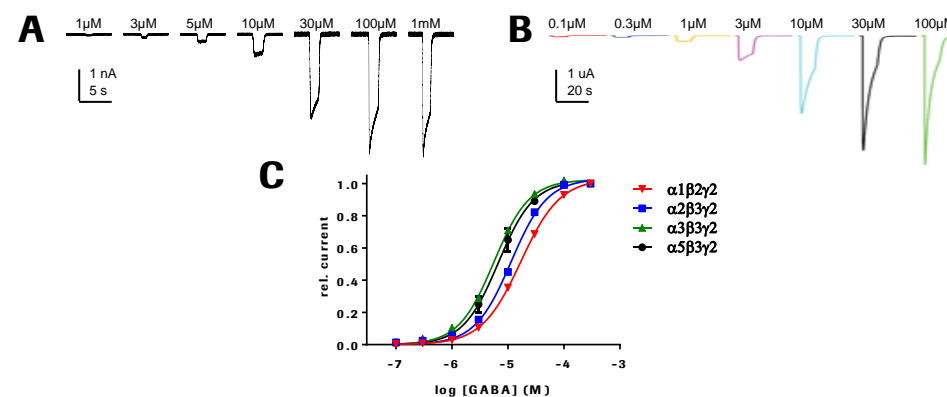 A
1µM 3µM 5µM 10µM 30µM 100µM 1mM
1 nA
5 s
B
0.1µM 0.3µM 1µM 3µM 10µM 30µM 100µM
1 uA
20 s
C
1.0
0.8
0.6
0.4
0.2
0.0
rel. current
-7 -6 -5 -4 -3
log [GABA] (M)
α1β2γ2
α2β3γ2
α3β3γ2
α5β3γ2